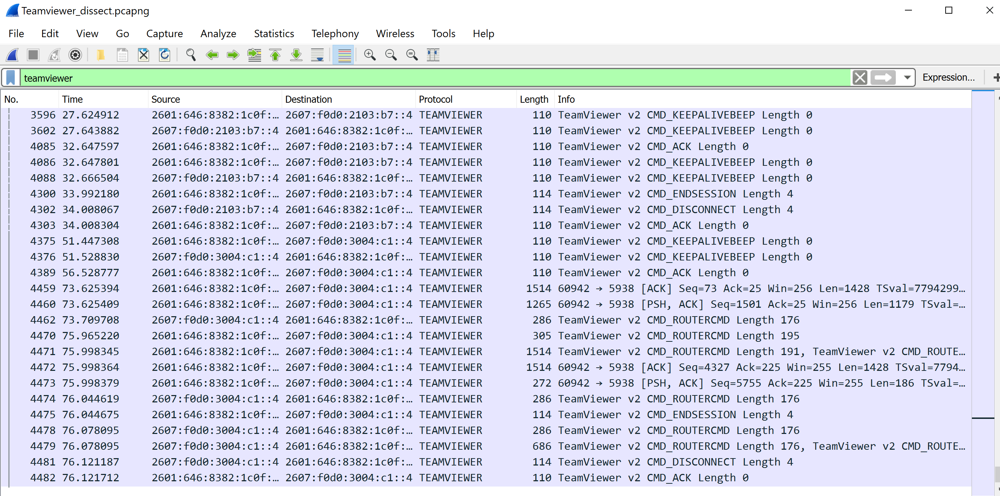 Teamviewer_dissect.pcapng
File Edit View Go Capture Analyze Statistics Telephony Wireless Tools Help
teamviewer Expression...
No. Time Source Destination Protocol Length Info
3596 27.624912 2601:646:8382:1c0f:… 2607:f0d0:2103:b7::4 TEAMVIEWER 110 TeamViewer v2 CMD_KEEPALIVEBEEP Length 0
3602 27.643882 2607:f0d0:2103:b7::4 2601:646:8382:1c0f:… TEAMVIEWER 110 TeamViewer v2 CMD_KEEPALIVEBEEP Length 0
4085 32.647597 2601:646:8382:1c0f:… 2607:f0d0:2103:b7::4 TEAMVIEWER 110 TeamViewer v2 CMD_ACK Length 0
4086 32.647801 2601:646:8382:1c0f:… 2607:f0d0:2103:b7::4 TEAMVIEWER 110 TeamViewer v2 CMD_KEEPALIVEBEEP Length 0
4088 32.666504 2607:f0d0:2103:b7::4 2601:646:8382:1c0f:… TEAMVIEWER 110 TeamViewer v2 CMD_KEEPALIVEBEEP Length 0
4300 33.992180 2601:646:8382:1c0f:… 2607:f0d0:2103:b7::4 TEAMVIEWER 114 TeamViewer v2 CMD_ENDSESSION Length 4
4302 34.008067 2607:f0d0:2103:b7::4 2601:646:8382:1c0f:… TEAMVIEWER 114 TeamViewer v2 CMD_DISCONNECT Length 4
4303 34.008304 2601:646:8382:1c0f:… 2607:f0d0:2103:b7::4 TEAMVIEWER 110 TeamViewer v2 CMD_ACK Length 0
4375 51.447308 2601:646:8382:1c0f:… 2607:f0d0:3004:c1::4 TEAMVIEWER 110 TeamViewer v2 CMD_KEEPALIVEBEEP Length 0
4376 51.528830 2607:f0d0:3004:c1::4 2601:646:8382:1c0f:… TEAMVIEWER 110 TeamViewer v2 CMD_KEEPALIVEBEEP Length 0
4389 56.528777 2601:646:8382:1c0f:… 2607:f0d0:3004:c1::4 TEAMVIEWER 110 TeamViewer v2 CMD_ACK Length 0
4459 73.625394 2601:646:8382:1c0f:… 2607:f0d0:3004:c1::4 TEAMVIEWER 1514 60942 → 5938 [ACK] Seq=73 Ack=25 Win=256 Len=1428 TSval=7794299…
4460 73.625409 2601:646:8382:1c0f:… 2607:f0d0:3004:c1::4 TEAMVIEWER 1265 60942 → 5938 [PSH, ACK] Seq=1501 Ack=25 Win=256 Len=1179 TSval=…
4462 73.709708 2607:f0d0:3004:c1::4 2601:646:8382:1c0f:… TEAMVIEWER 286 TeamViewer v2 CMD_ROUTERCMD Length 176
4470 75.965220 2601:646:8382:1c0f:… 2607:f0d0:3004:c1::4 TEAMVIEWER 305 TeamViewer v2 CMD_ROUTERCMD Length 195
4471 75.998345 2601:646:8382:1c0f:… 2607:f0d0:3004:c1::4 TEAMVIEWER 1514 TeamViewer v2 CMD_ROUTERCMD Length 191, TeamViewer v2 CMD_ROUTE…
4472 75.998364 2601:646:8382:1c0f:… 2607:f0d0:3004:c1::4 TEAMVIEWER 1514 60942 → 5938 [ACK] Seq=4327 Ack=225 Win=255 Len=1428 TSval=7794…
4473 75.998379 2601:646:8382:1c0f:… 2607:f0d0:3004:c1::4 TEAMVIEWER 272 60942 → 5938 [PSH, ACK] Seq=5755 Ack=225 Win=255 Len=186 TSval=…
4474 76.044619 2607:f0d0:3004:c1::4 2601:646:8382:1c0f:… TEAMVIEWER 286 TeamViewer v2 CMD_ROUTERCMD Length 176
4475 76.044675 2601:646:8382:1c0f:… 2607:f0d0:3004:c1::4 TEAMVIEWER 114 TeamViewer v2 CMD_ENDSESSION Length 4
4478 76.078095 2607:f0d0:3004:c1::4 2601:646:8382:1c0f:… TEAMVIEWER 286 TeamViewer v2 CMD_ROUTERCMD Length 176
4479 76.078095 2607:f0d0:3004:c1::4 2601:646:8382:1c0f:… TEAMVIEWER 686 TeamViewer v2 CMD_ROUTERCMD Length 176, TeamViewer v2 CMD_ROUTE…
4481 76.121187 2607:f0d0:3004:c1::4 2601:646:8382:1c0f:… TEAMVIEWER 114 TeamViewer v2 CMD_DISCONNECT Length 4
4482 76.121712 2601:646:8382:1c0f:… 2607:f0d0:3004:c1::4 TEAMVIEWER 110 TeamViewer v2 CMD_ACK Length 0